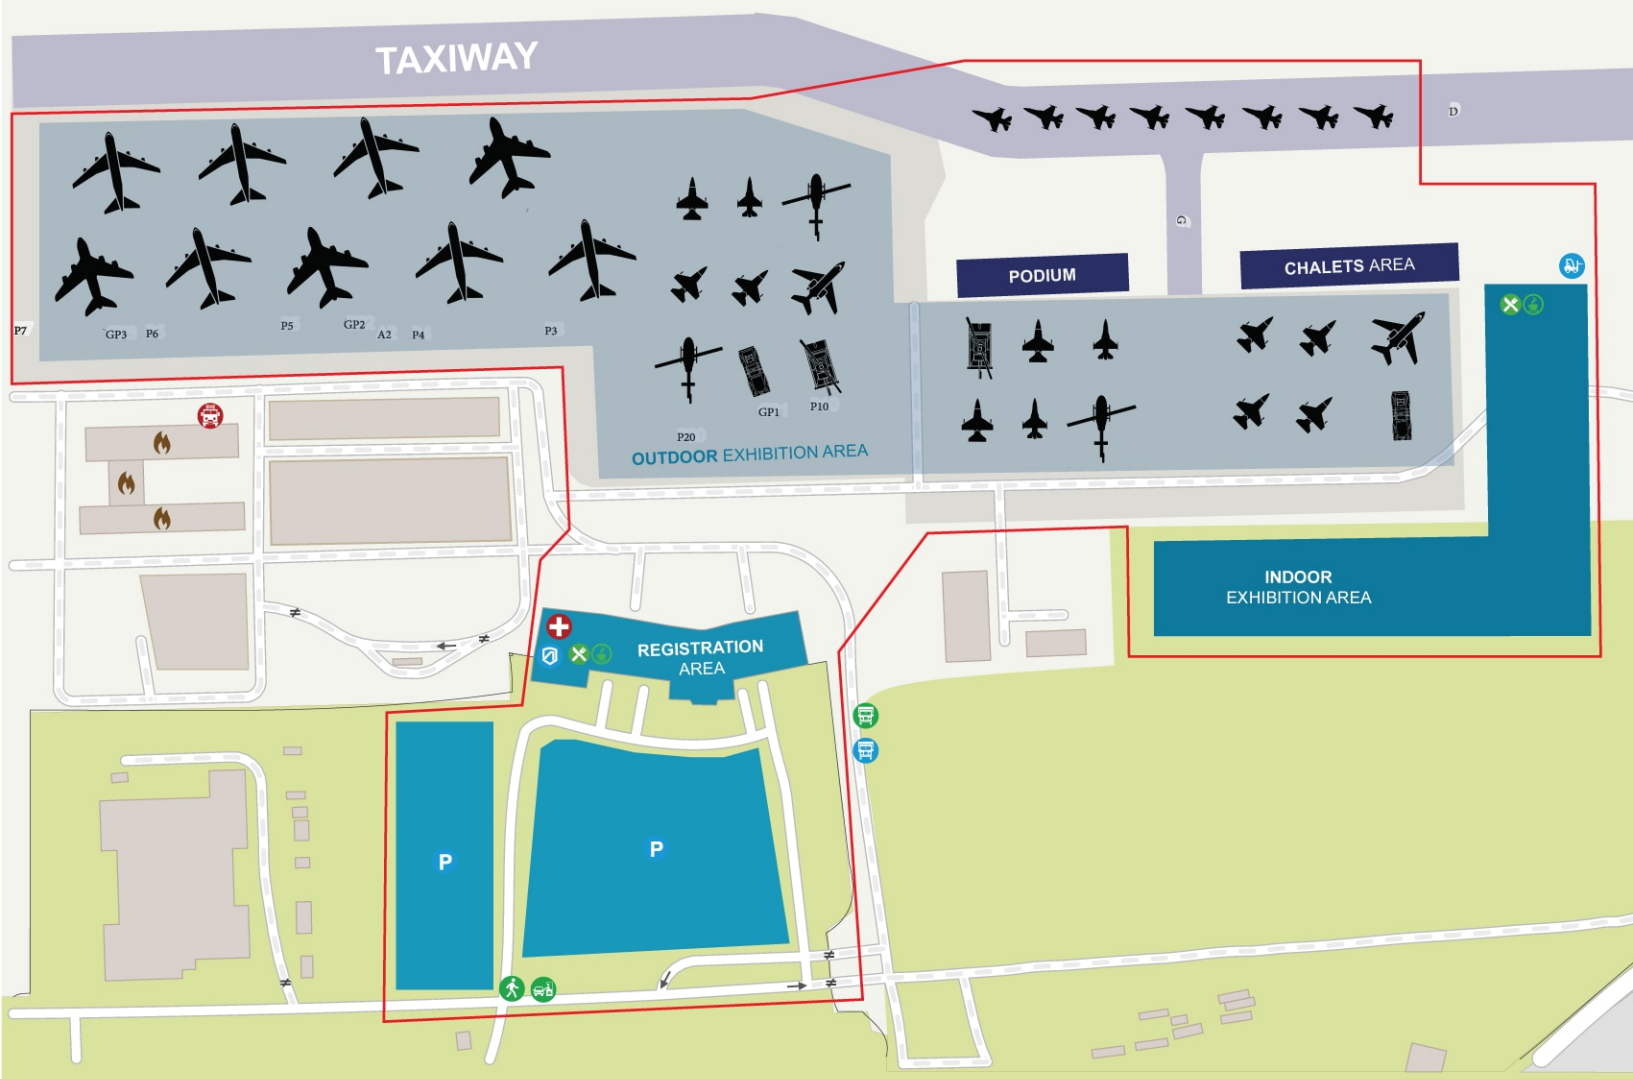 TAXIWAY
D
G
PODIUM
CHALETS AREA
P7
GP3
P6
P5
GP2
A2
P4
P3
GP1
P10
P20
OUTDOOR EXHIBITION AREA
INDOOR
EXHIBITION AREA
REGISTRATION
AREA
P
P